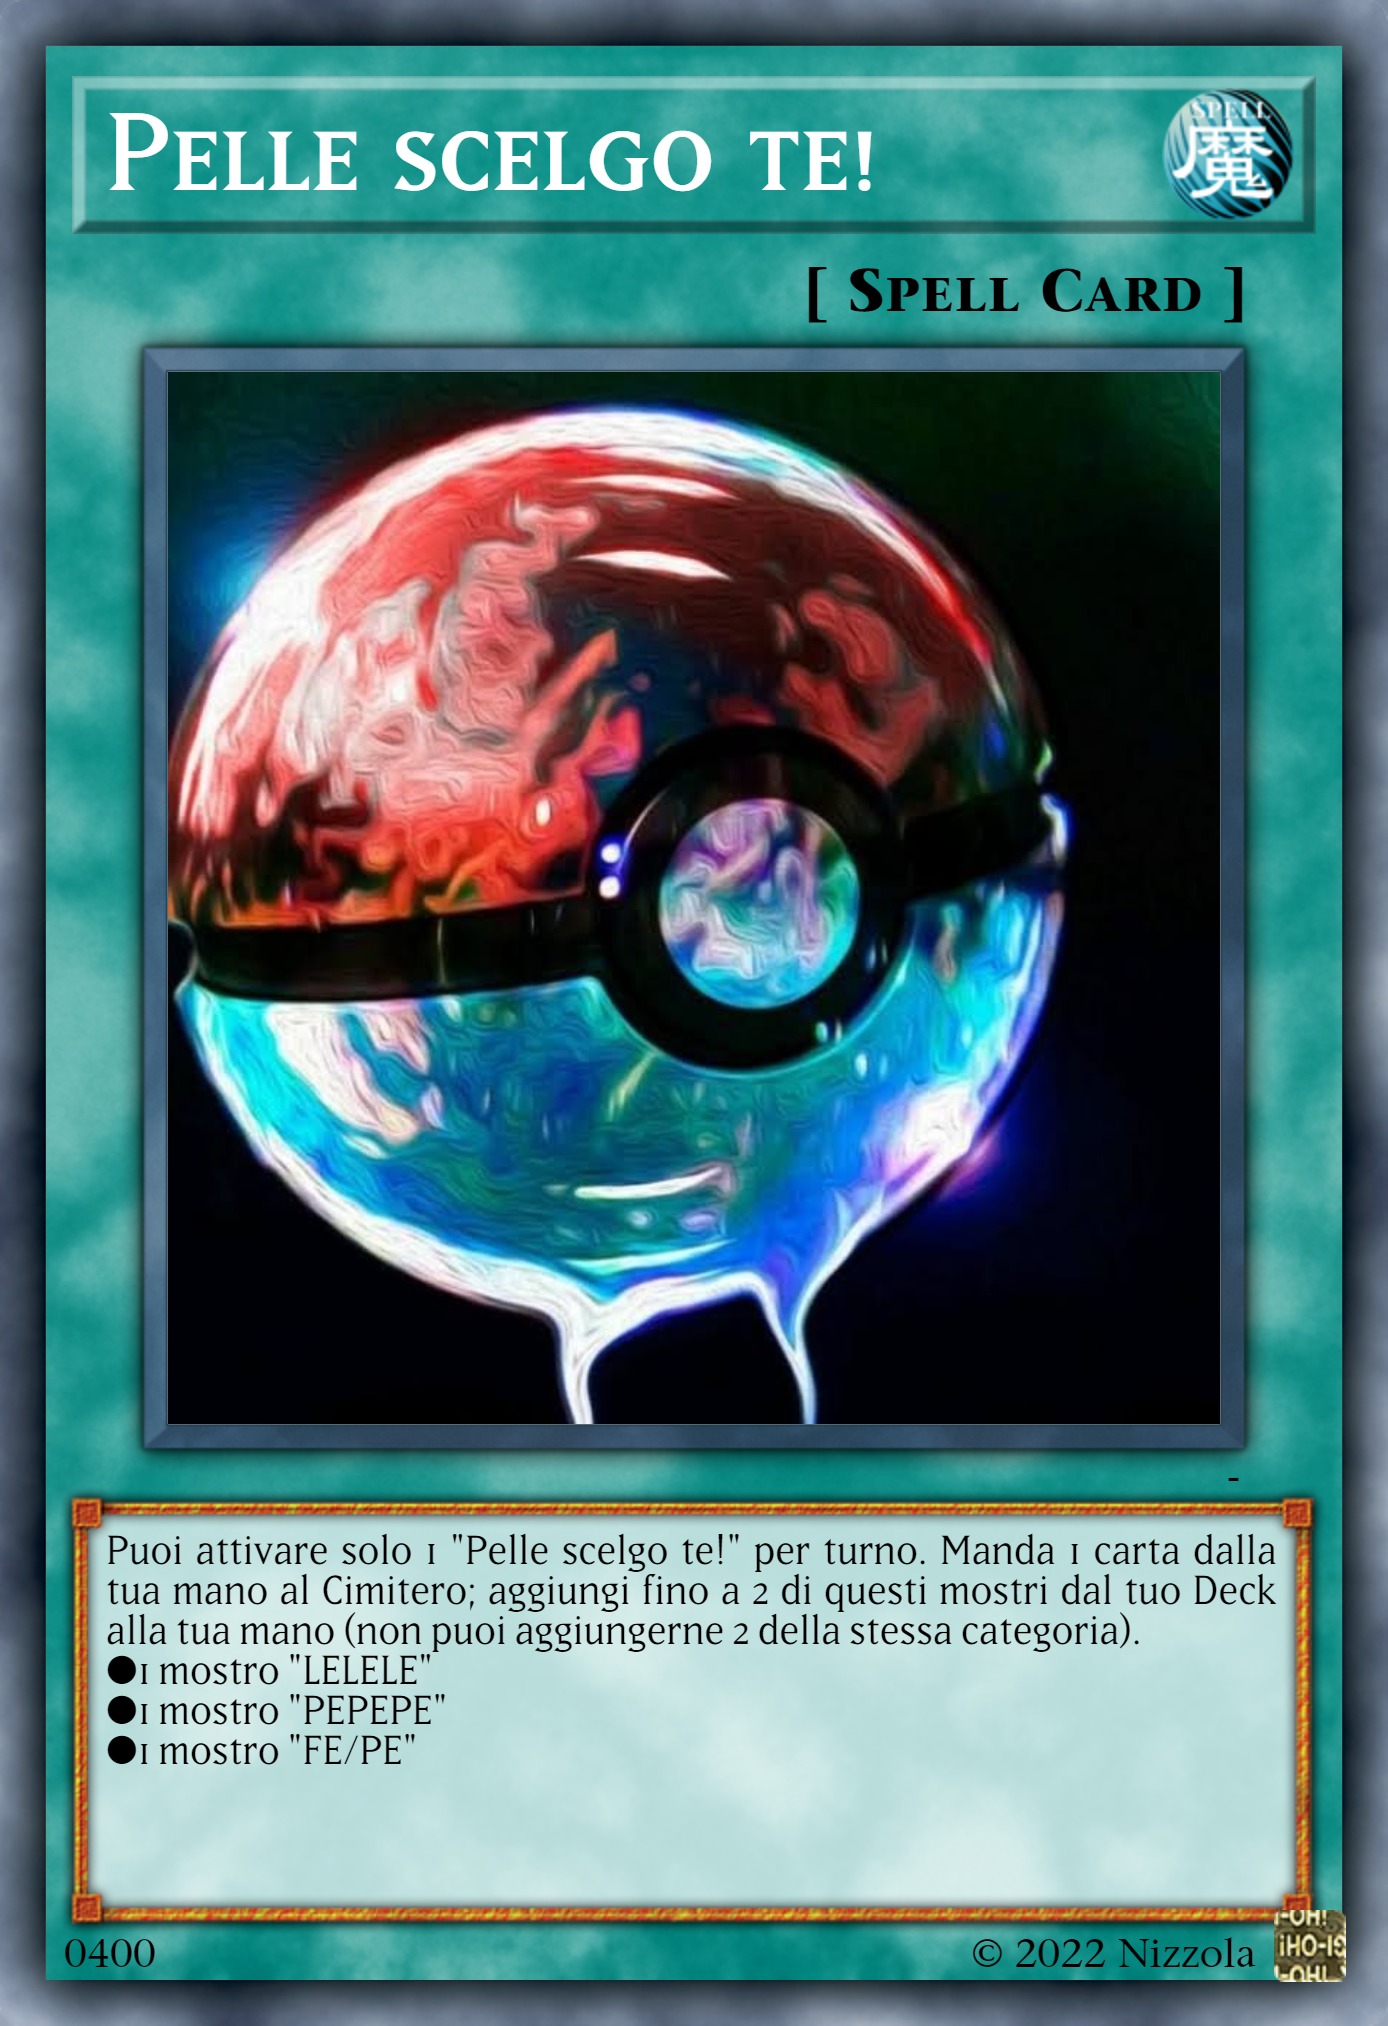 Pelle scelgo te!
SPELL
魔
[ Spell Card ]
-
Puoi attivare solo 1 "Pelle scelgo te!" per turno. Manda 1 carta dalla
tua mano al Cimitero; aggiungi fino a 2 di questi mostri dal tuo Deck
alla tua mano (non puoi aggiungerne 2 della stessa categoria).
●1 mostro "LELELE"
●1 mostro "PEPEPE"
●1 mostro "FE/PE"
0400
© 2022 Nizzola